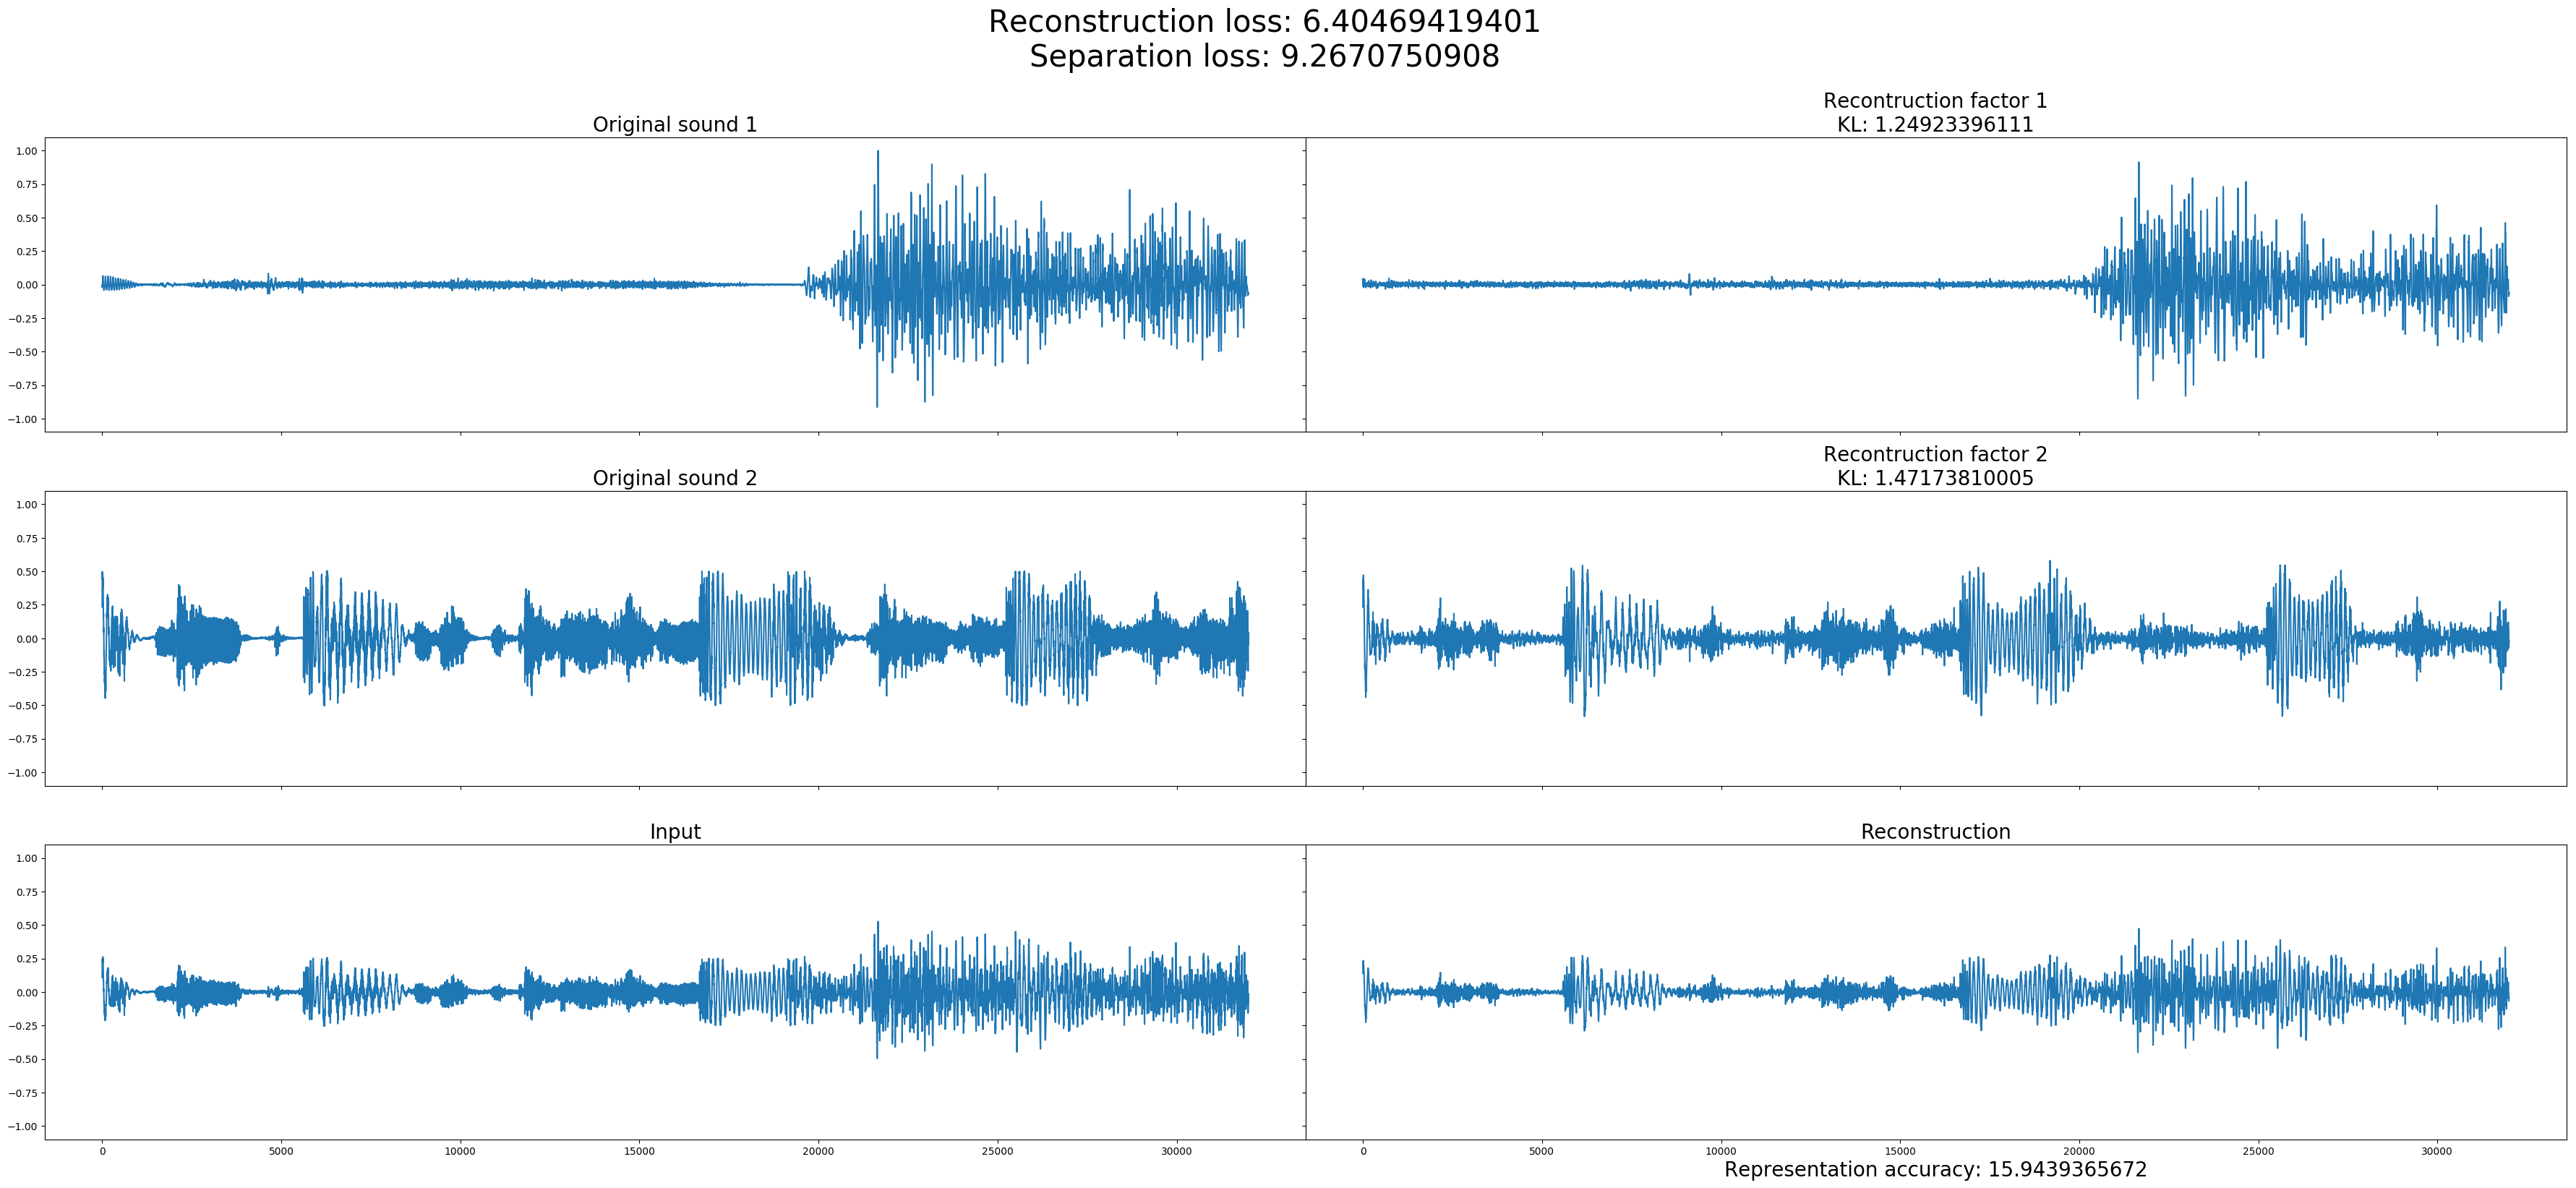 Reconstruction loss: 6.40469419401
Separation loss: 9.2670750908
Original sound 1
Recontruction factor 1
KL: 1.24923396111
1.00
0.75
0.50
0.25
0.00
−0.25
−0.50
−0.75
−1.00
Original sound 2
Recontruction factor 2
KL: 1.47173810005
1.00
0.75
0.50
0.25
0.00
−0.25
−0.50
−0.75
−1.00
Input
Reconstruction
1.00
0.75
0.50
0.25
0.00
−0.25
−0.50
−0.75
−1.00
0 5000 10000 15000 20000 25000 30000
0 5000 10000 15000 20000 25000 30000
Representation accuracy: 15.9439365672